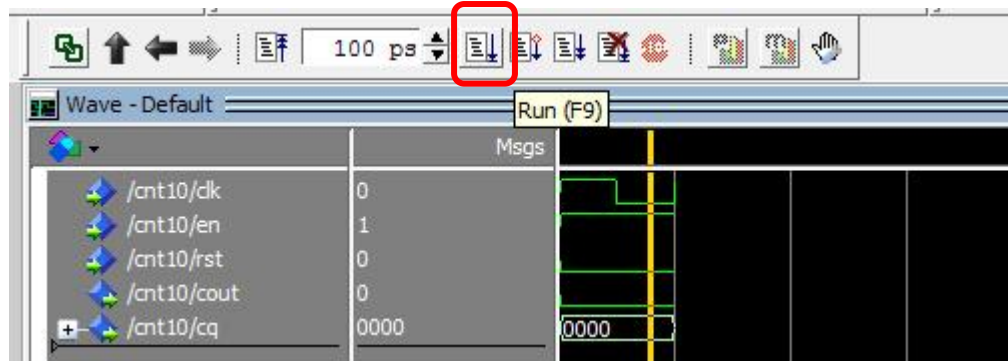 100 ps
Wave - Default
Run (F9)
Msgs
/cnt10/clk 0
/cnt10/en 1
/cnt10/rst 0
/cnt10/cout 0
/cnt10/cq 0000 0000